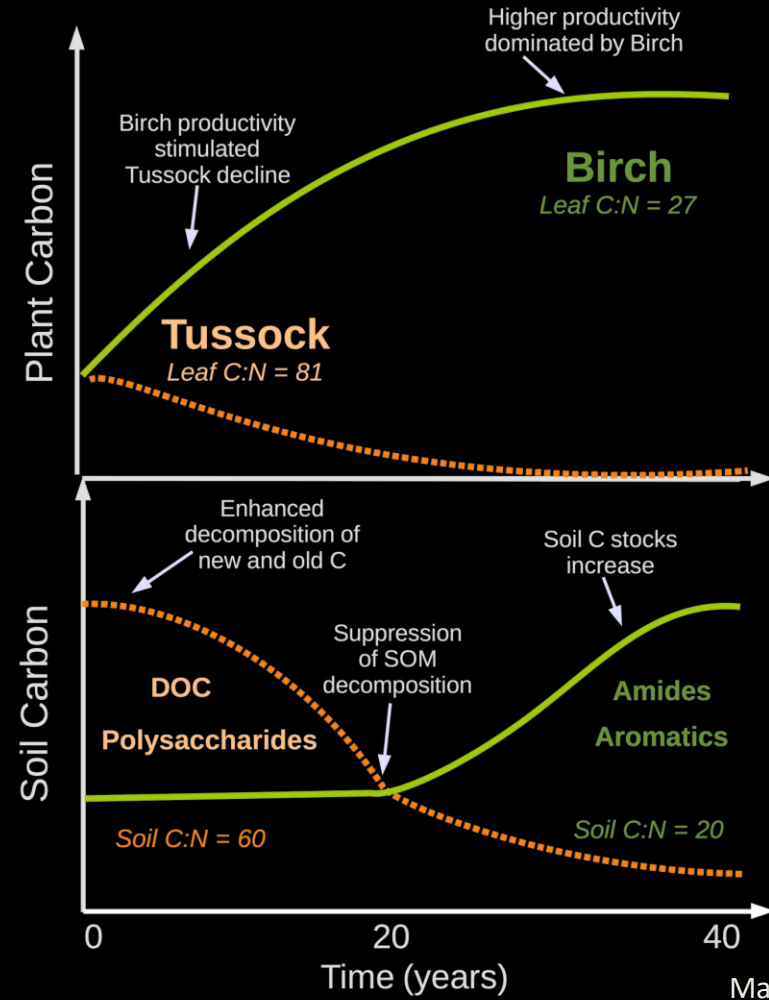 Higher productivity
dominated by Birch
Birch productivity
stimulated
Tussock decline
Birch
Leaf C:N = 27
Plant Carbon
Tussock
Leaf C:N = 81
Enhanced
decomposition of
new and old C
Soil C stocks
increase
Suppression
of SOM
decomposition
DOC
Polysaccharides
Amides
Aromatics
Soil Carbon
Soil C:N = 60
Soil C:N = 20
0
20
40
Time (years)
Ma